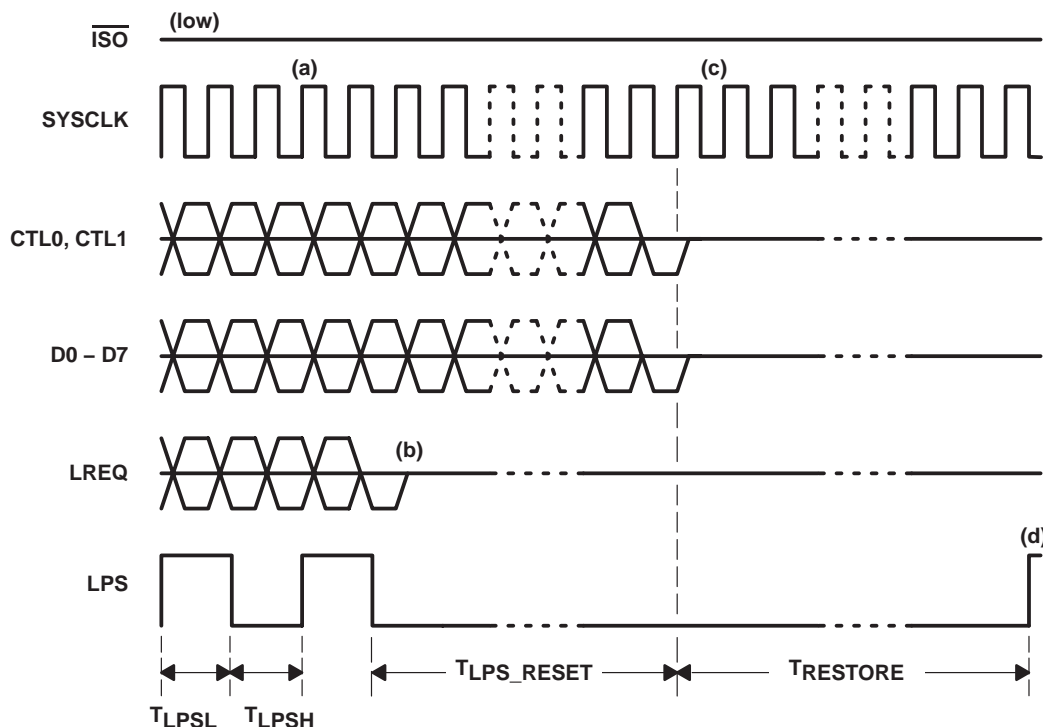 (low)
ISO
(a)
(c)
SYSCLK
CTL0, CTL1
D0 – D7
(b)
LREQ
(d)
LPS
TLPS_RESET
TRESTORE
TLPSL
TLPSH